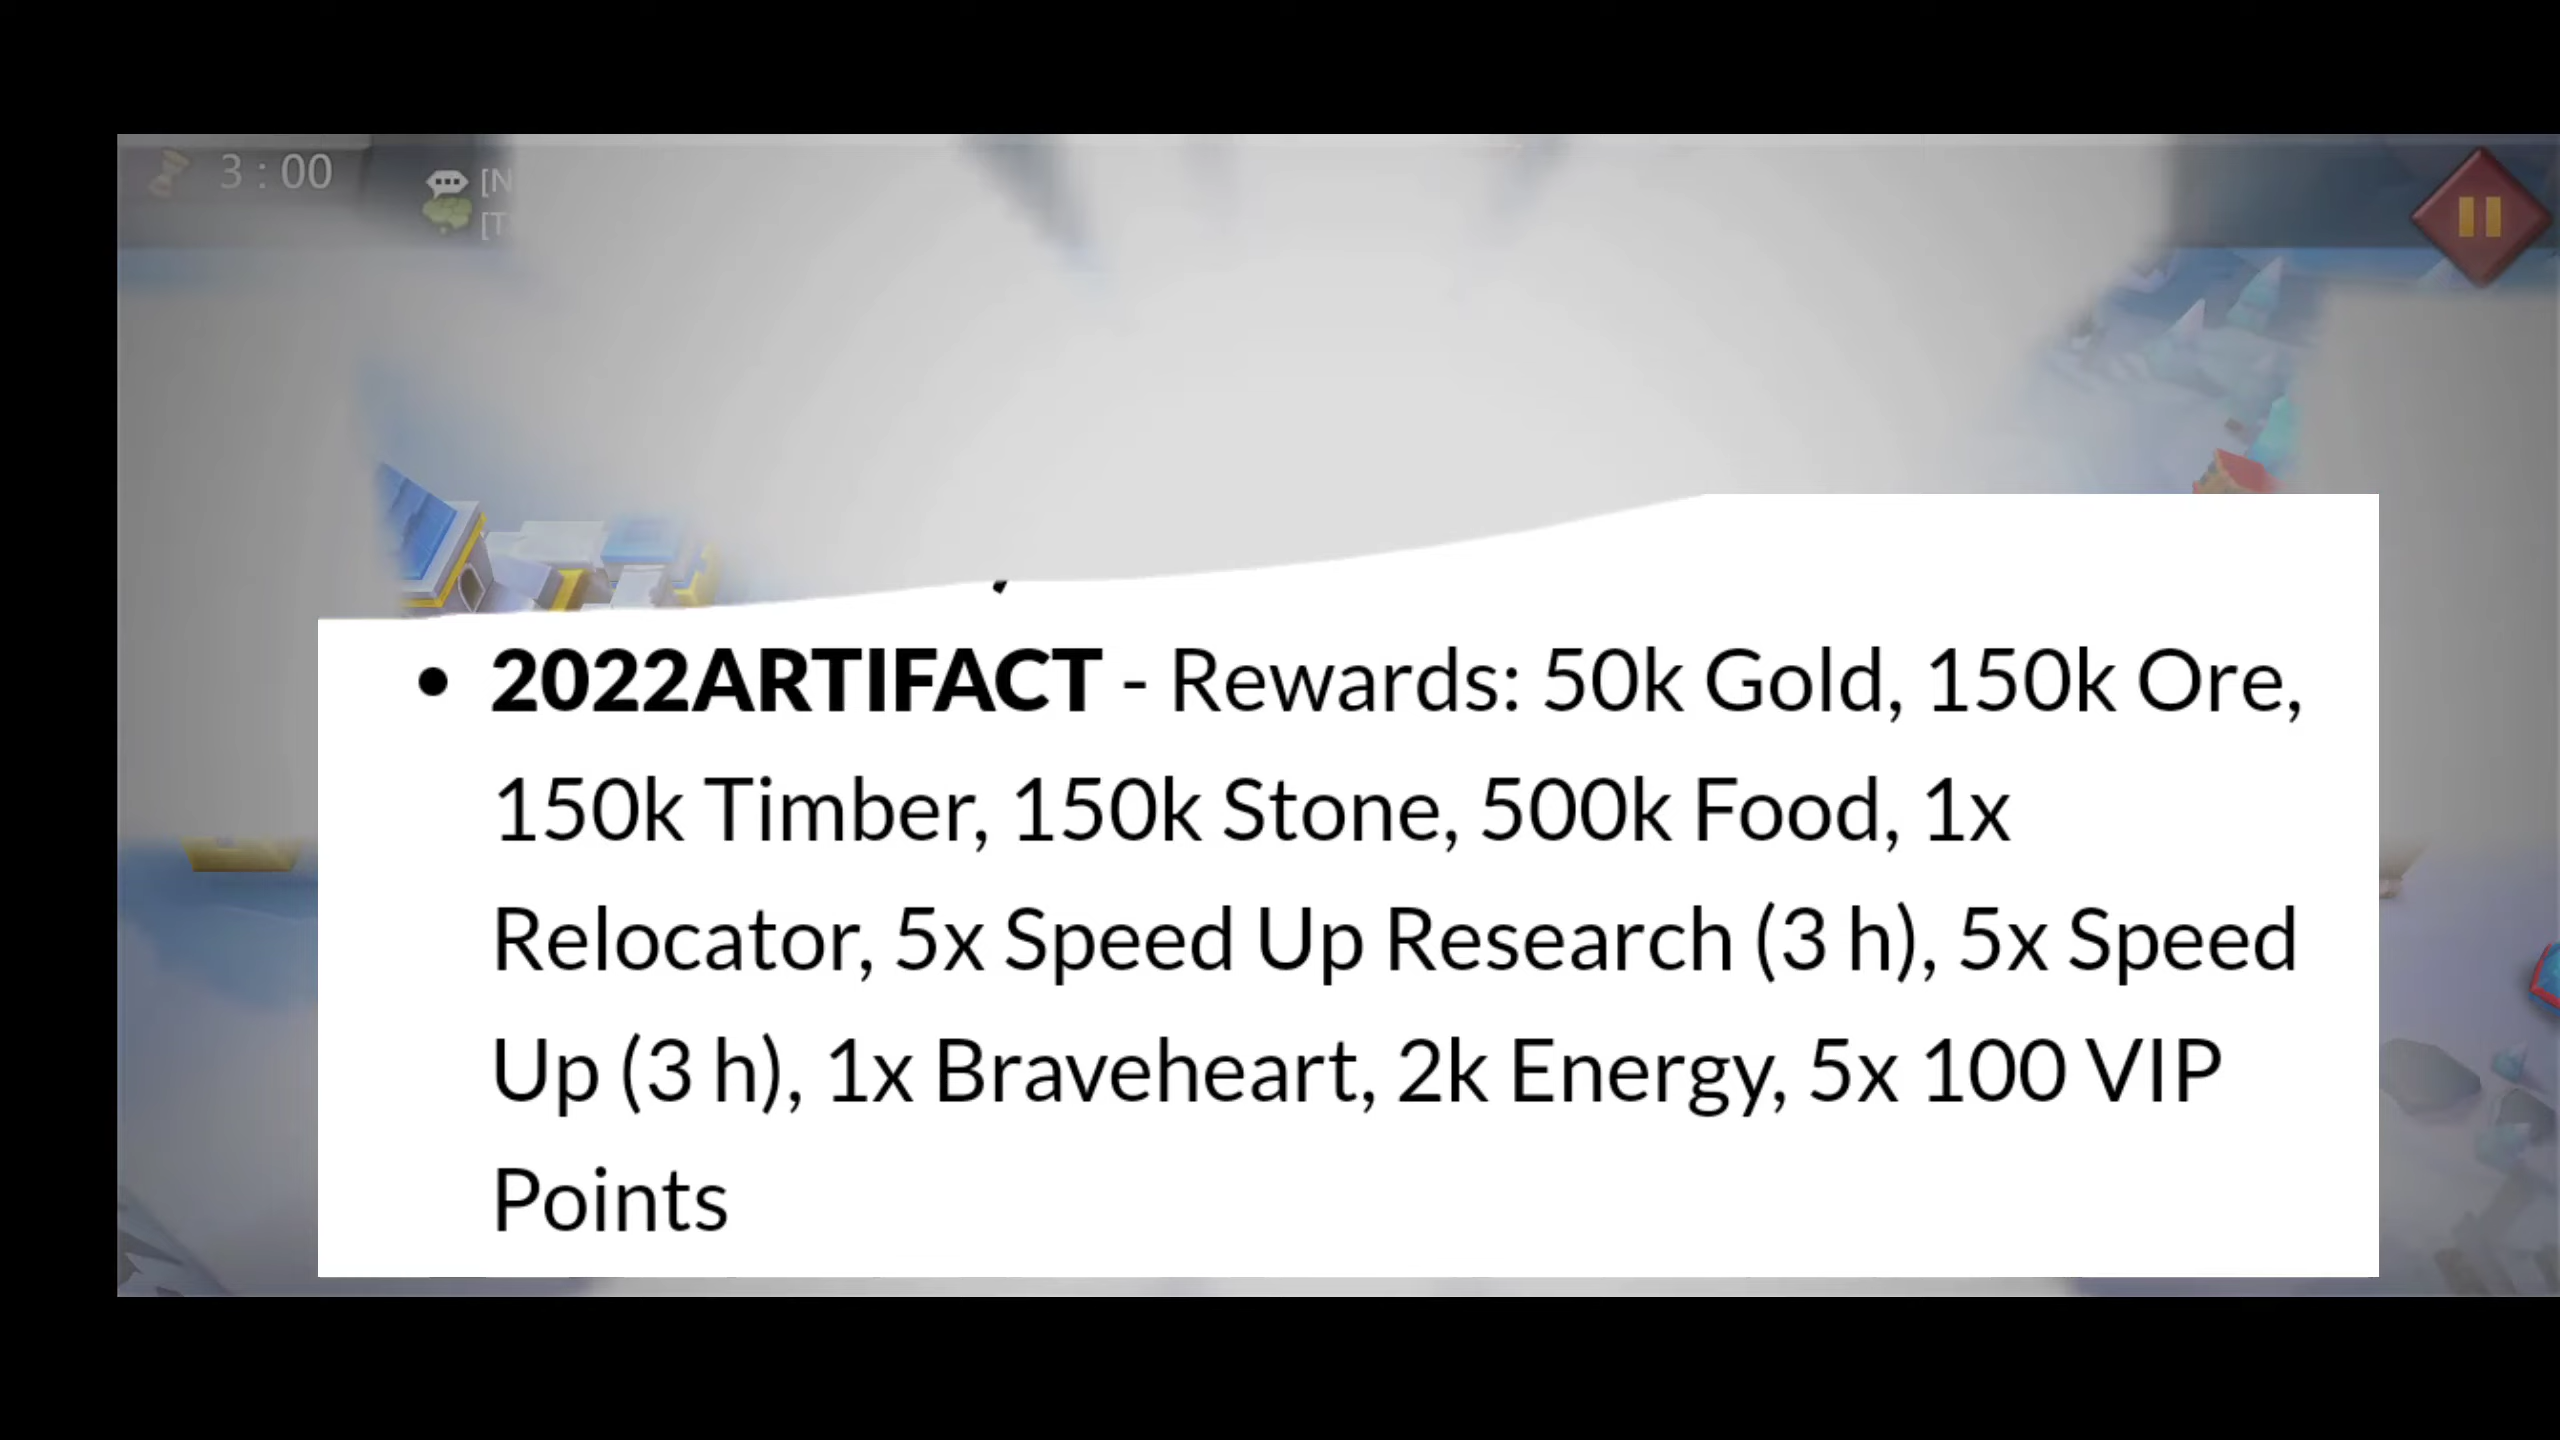 3 : 00
[N
[T
• 2022ARTIFACT - Rewards: 50k Gold, 150k Ore,
150k Timber, 150k Stone, 500k Food, 1x
Relocator, 5x Speed Up Research (3 h), 5x Speed
Up (3 h), 1x Braveheart, 2k Energy, 5x 100 VIP
Points